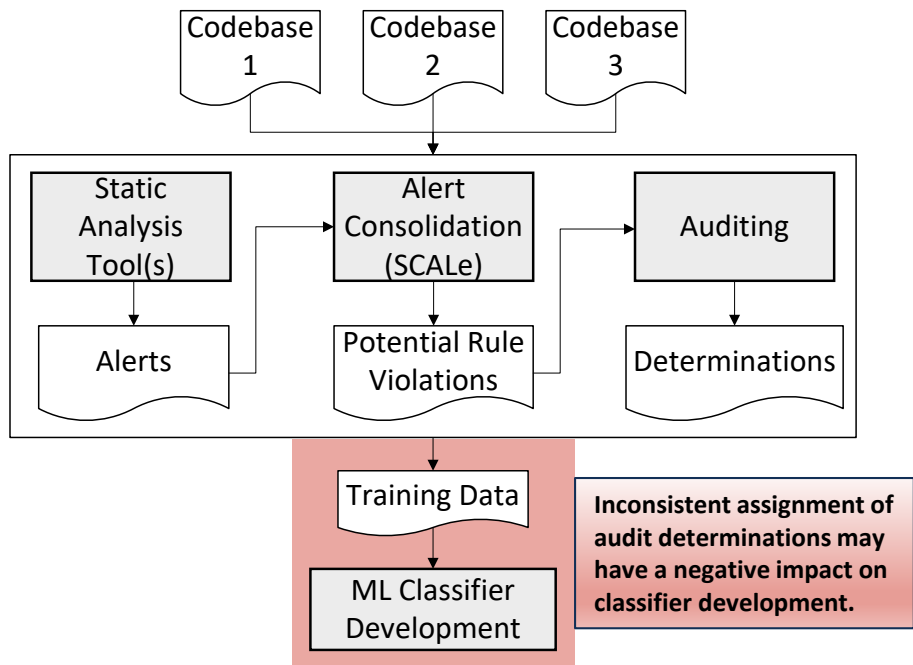 Codebase
1
Codebase
2
Codebase
3
Static
Analysis
Tool(s)
Alert
Consolidation
(SCALe)
Auditing
Alerts
Potential Rule
Violations
Determinations
Training Data
Inconsistent assignment of
audit determinations may
have a negative impact on
classifier development.
ML Classifier
Development